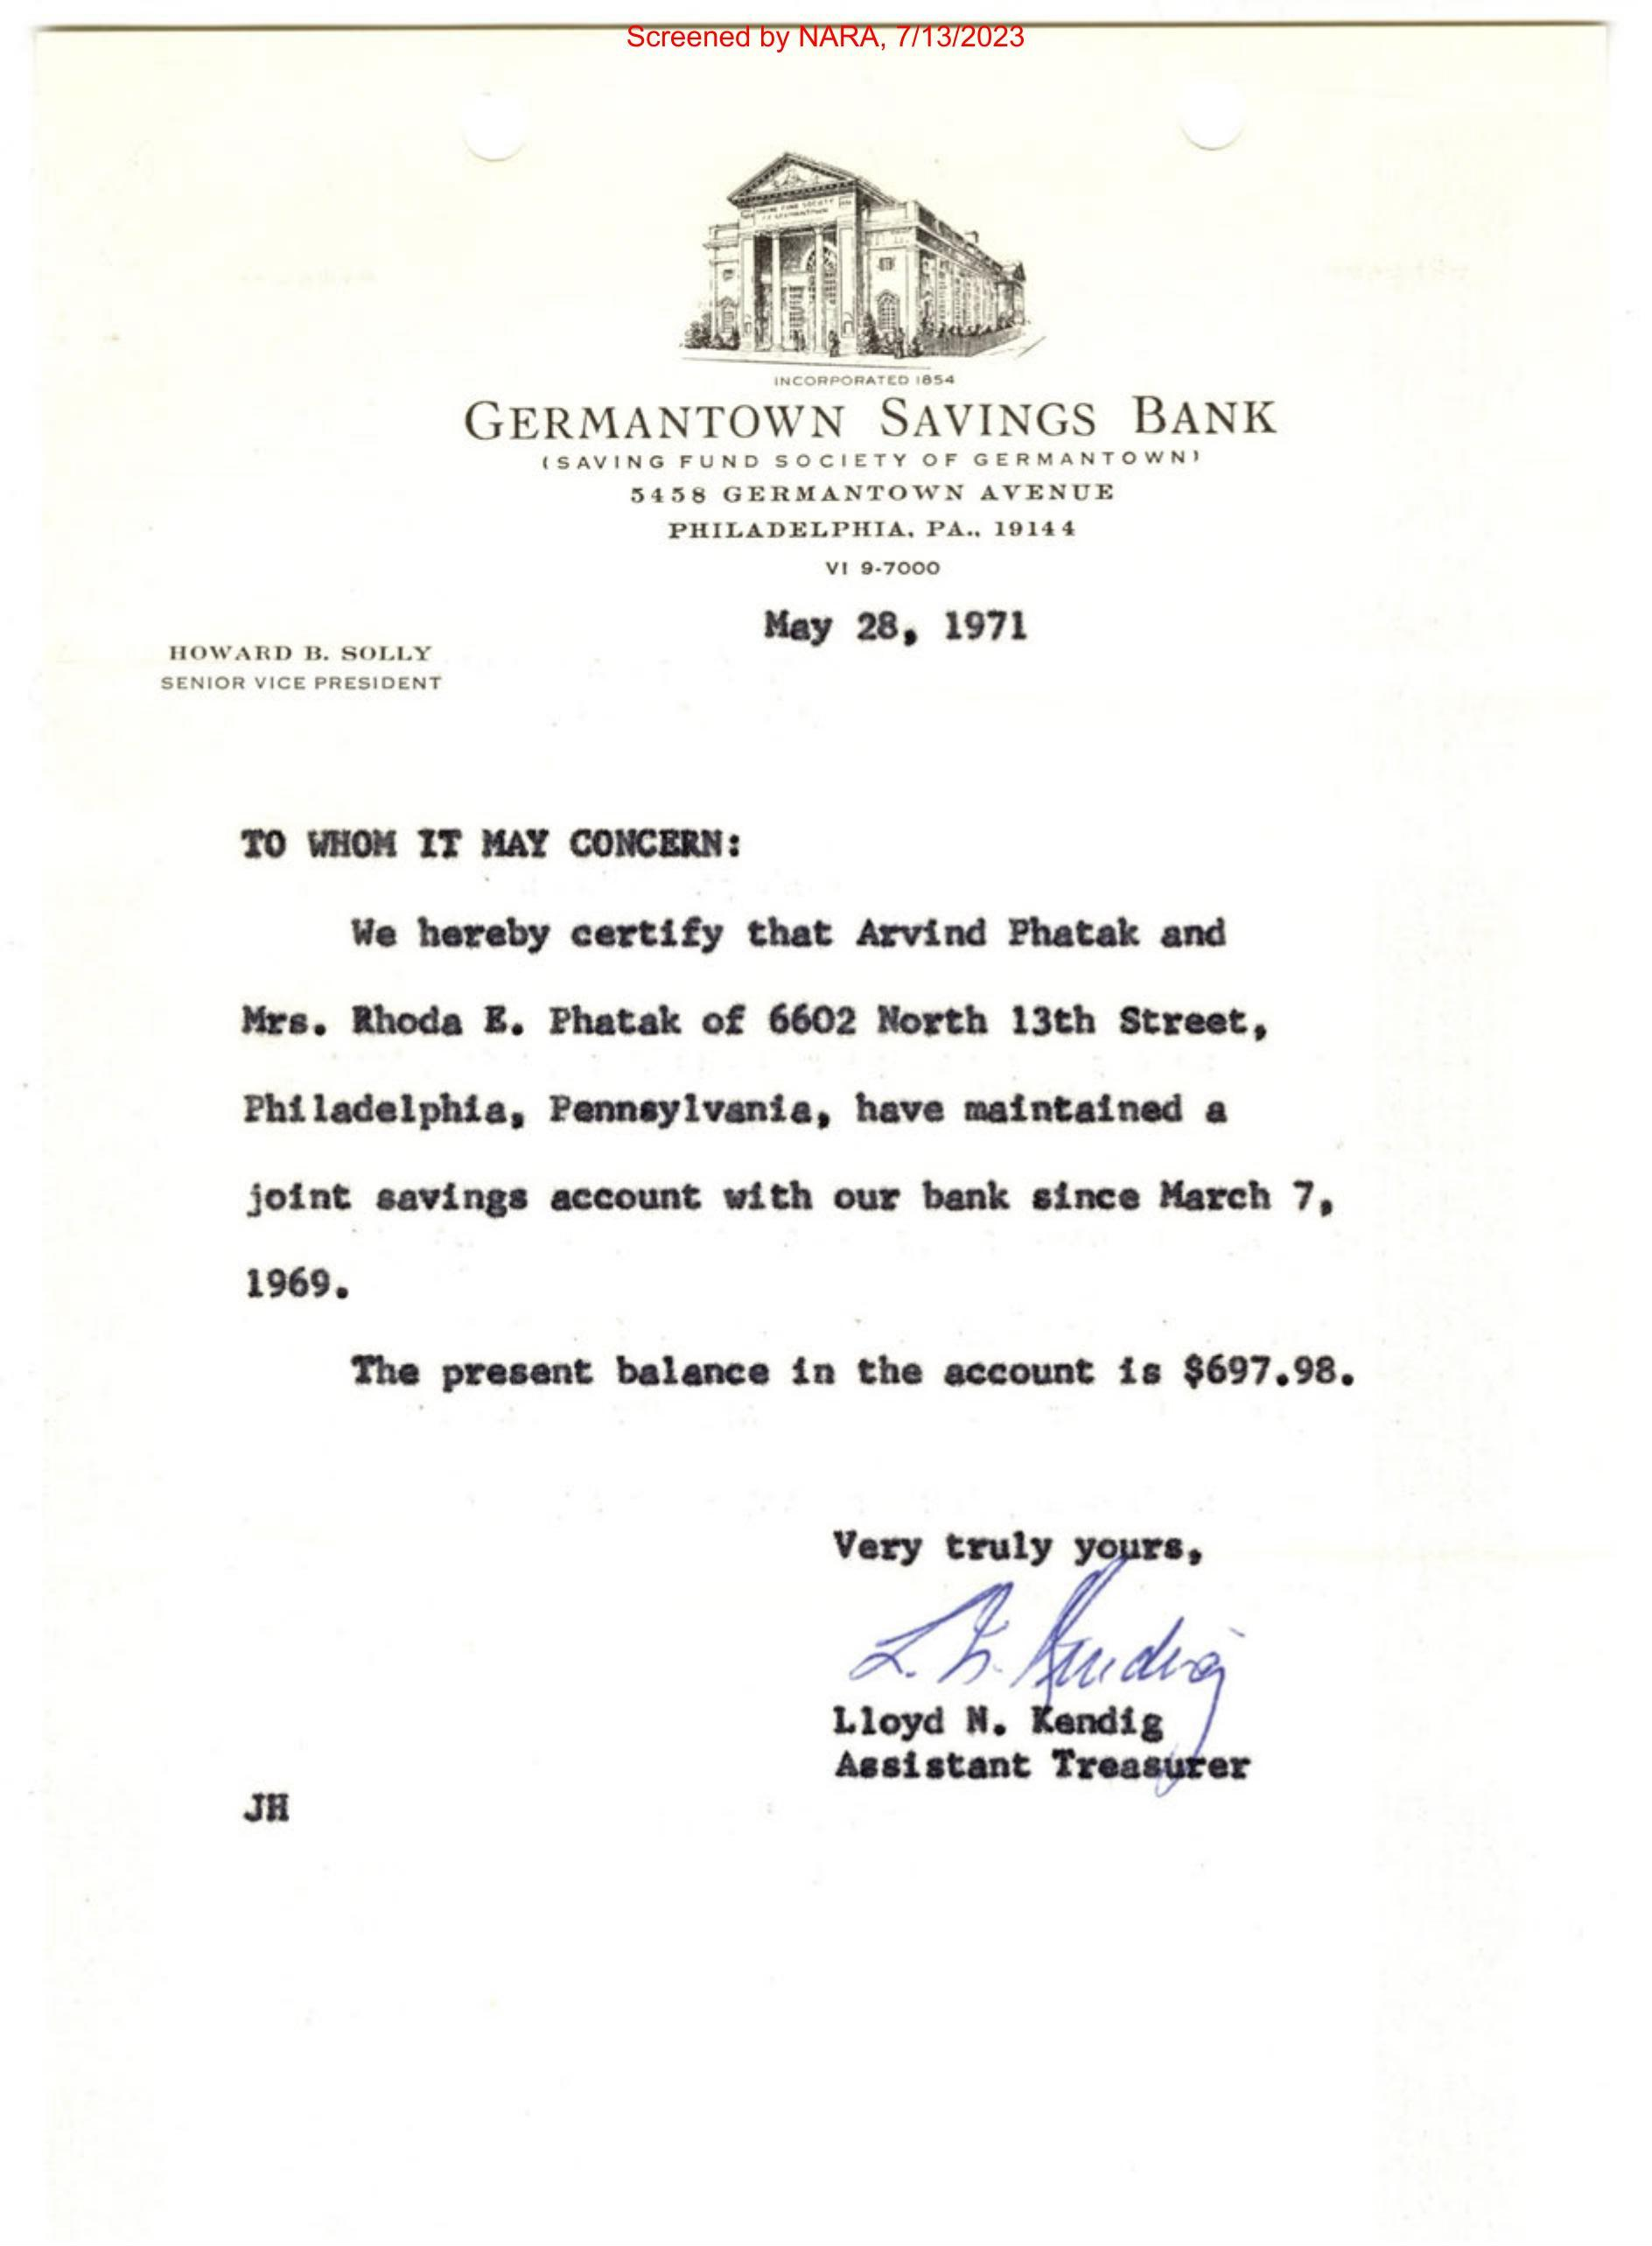 Screened by NARA, 7/13/2023
INCORPORATED 1854
GERMANTOWN SAVINGS BANK
(SAVING FUND SOCIETY OF GERMANTOWN)
5458 GERMANTOWN AVENUE
PHILADELPHIA, PA., 19144
VI 9-7000
May 28, 1971
HOWARD B. SOLLY
SENIOR VICE PRESIDENT
TO WHOM IT MAY CONCERN:
We hereby certify that Arvind Phatak and
Mrs. Rhoda E. Phatak of 6602 North 13th Street,
Philadelphia, Pennsylvania, have maintained a
joint savings account with our bank since March 7,
1969.
The present balance in the account is $697.98.
Very truly yours,
L. N. Kendig
Lloyd N. Kendig
Assistant Treasurer
JH